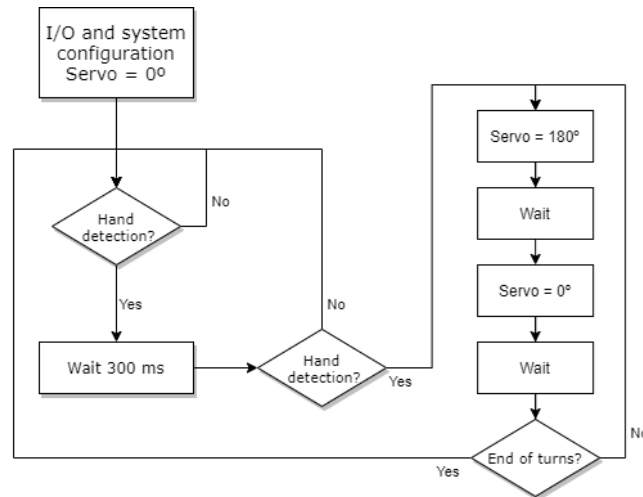 I/O and system
configuration
Servo = 0º
Hand
detection?
No
Yes
Wait 300 ms
No
Hand
detection?
Yes
Servo = 180º
Wait
Servo = 0º
Wait
End of turns?
No
Yes